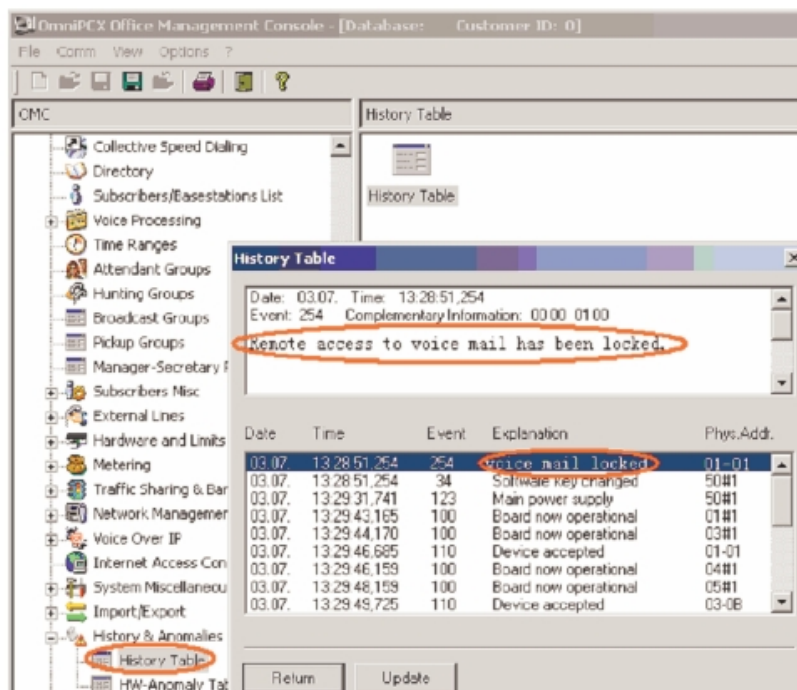 OmniPCX Office Management Console - [Database: Customer ID: 0]
File Comm View Options ?
OMC
History Table
Collective Speed Dialing
Directory
Subscribers/Basestations List
Voice Processing
Time Ranges
Attendant Groups
Hunting Groups
Broadcast Groups
Pickup Groups
Manager-Secretary
Subscribers Misc
External Lines
Hardware and Limits
Metering
Traffic Sharing & Bar
Network Managemer
Voice Over IP
Internet Access Con
System Miscellaneou
Import/Export
History & Anomalies
History Table
HW-Anomaly Tab
History Table
History Table
Date: 03.07. Time: 13:28:51,254
Event: 254 Complementary Information: 00 00 01 00
Remote access to voice mail has been locked.
Date Time Event Explanation Phys.Addr.
03.07. 13:28:51,254 254 voice mail locked 01-01
03.07. 13:28:51,254 34 Software key changed 50#1
03.07. 13:29:31,741 123 Main power supply 50#1
03.07. 13:29:43,165 100 Board now operational 01#1
03.07. 13:29:44,170 100 Board now operational 03#1
03.07. 13:29:46,685 110 Device accepted 01-01
03.07. 13:29:46,159 100 Board now operational 04#1
03.07. 13:29:48,159 100 Board now operational 05#1
03.07. 13:29:49,725 110 Device accepted 03-0B
Return Update